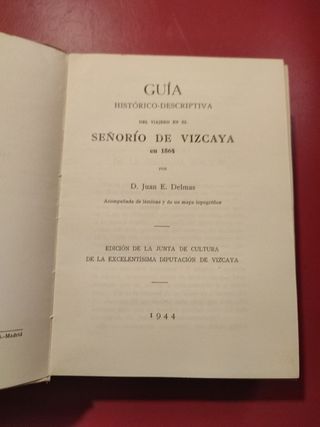 GUÍA
HISTÓRICO-DESCRIPTIVA
DEL VIAJERO EN EL
SEÑORÍO DE VIZCAYA
en 1864
POR
D. Juan E. Delmas
Acompañada de láminas y de un mapa topográfico
EDICIÓN DE LA JUNTA DE CULTURA
DE LA EXCELENTÍSIMA DIPUTACIÓN DE VIZCAYA
1944
.-Madrid